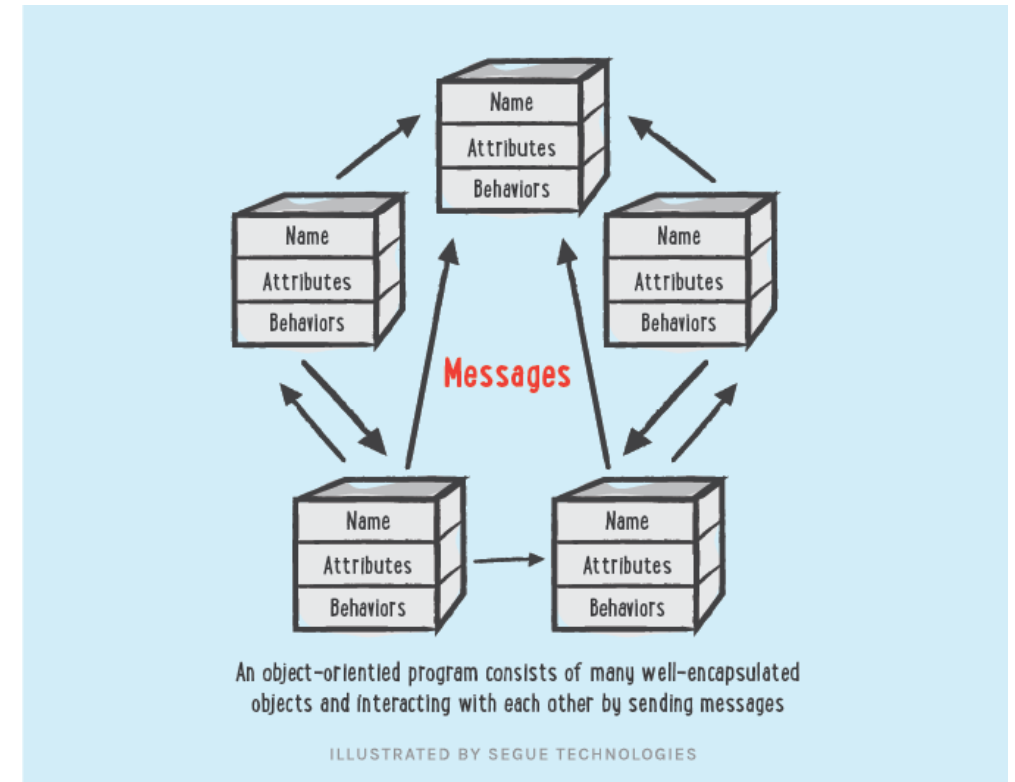 Name
Attributes
Behaviors
Name
Attributes
Behaviors
Name
Attributes
Behaviors
Messages
Name
Attributes
Behaviors
Name
Attributes
Behaviors
An object-orientied program consists of many well-encapsulated
objects and interacting with each other by sending messages
ILLUSTRATED BY SEGUE TECHNOLOGIES